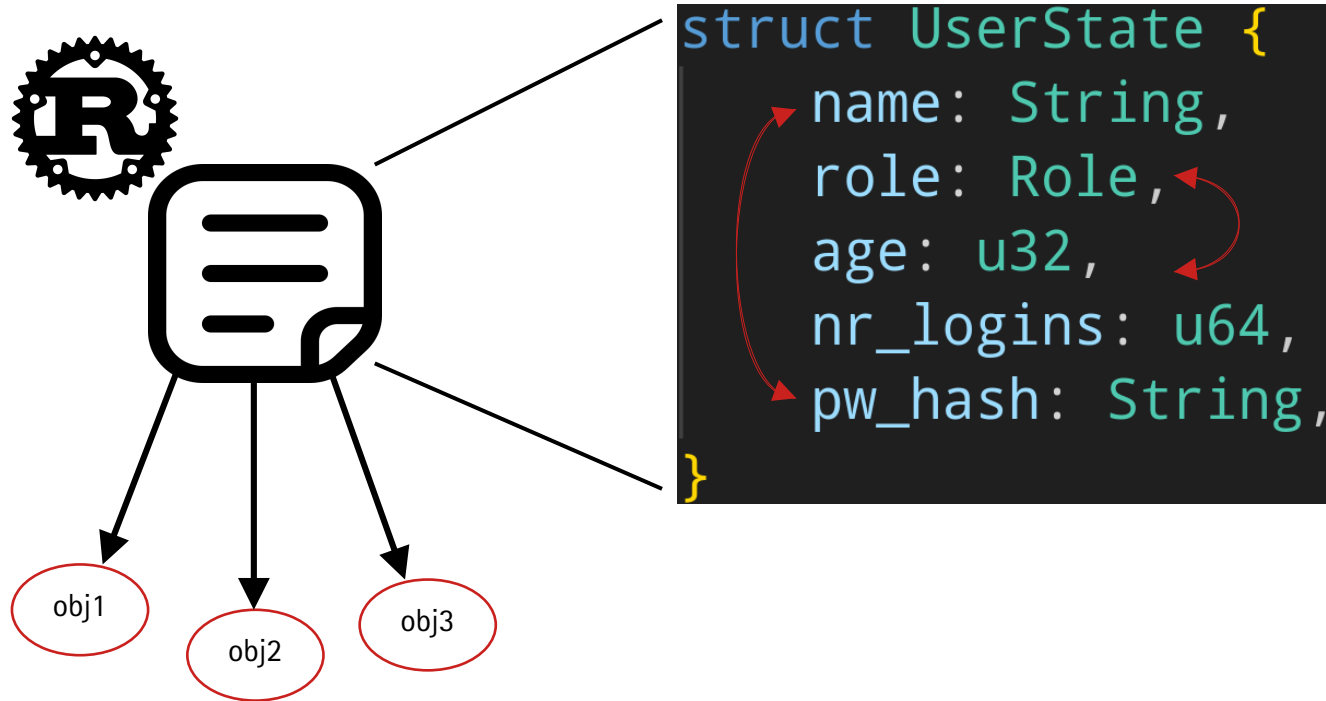 R
struct UserState {
name: String,
role: Role,
age: u32,
nr_logins: u64,
pw_hash: String,
}
obj1
obj2
obj3